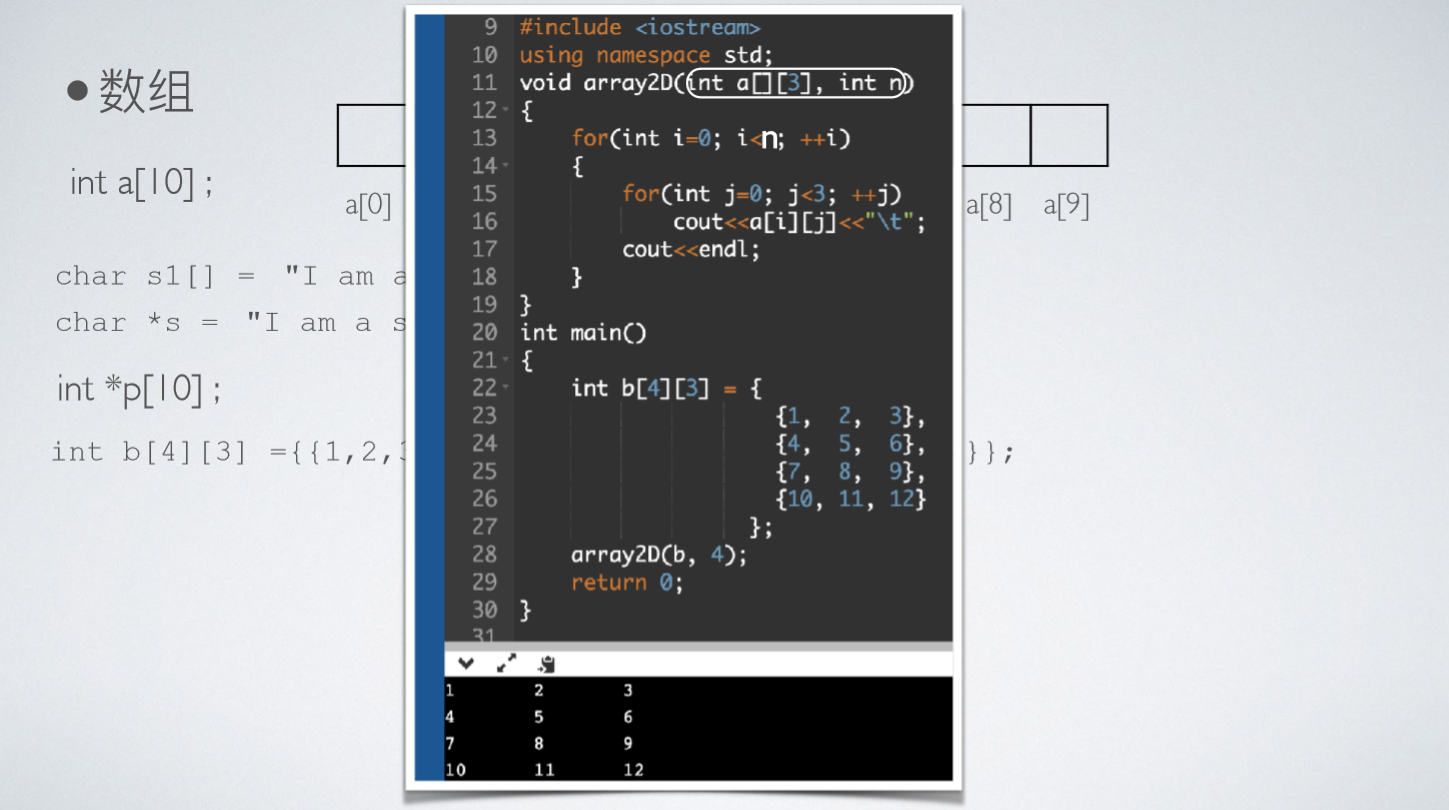 • 数组
int a[10] ;
a[0]
a[8] a[9]
char s1[] = "I am a
char *s = "I am a s
int *p[10] ;
int b[4][3] ={{1,2,3
}};
9 #include <iostream>
10 using namespace std;
11 void array2D(int a[][3], int n)
12 {
13 for(int i=0; i<n; ++i)
14 {
15 for(int j=0; j<3; ++j)
16 cout<<a[i][j]<<"\t";
17 cout<<endl;
18 }
19 }
20 int main()
21 {
22 int b[4][3] = {
23 {1, 2, 3},
24 {4, 5, 6},
25 {7, 8, 9},
26 {10, 11, 12}
27 };
28 array2D(b, 4);
29 return 0;
30 }
31
1 2 3
4 5 6
7 8 9
10 11 12